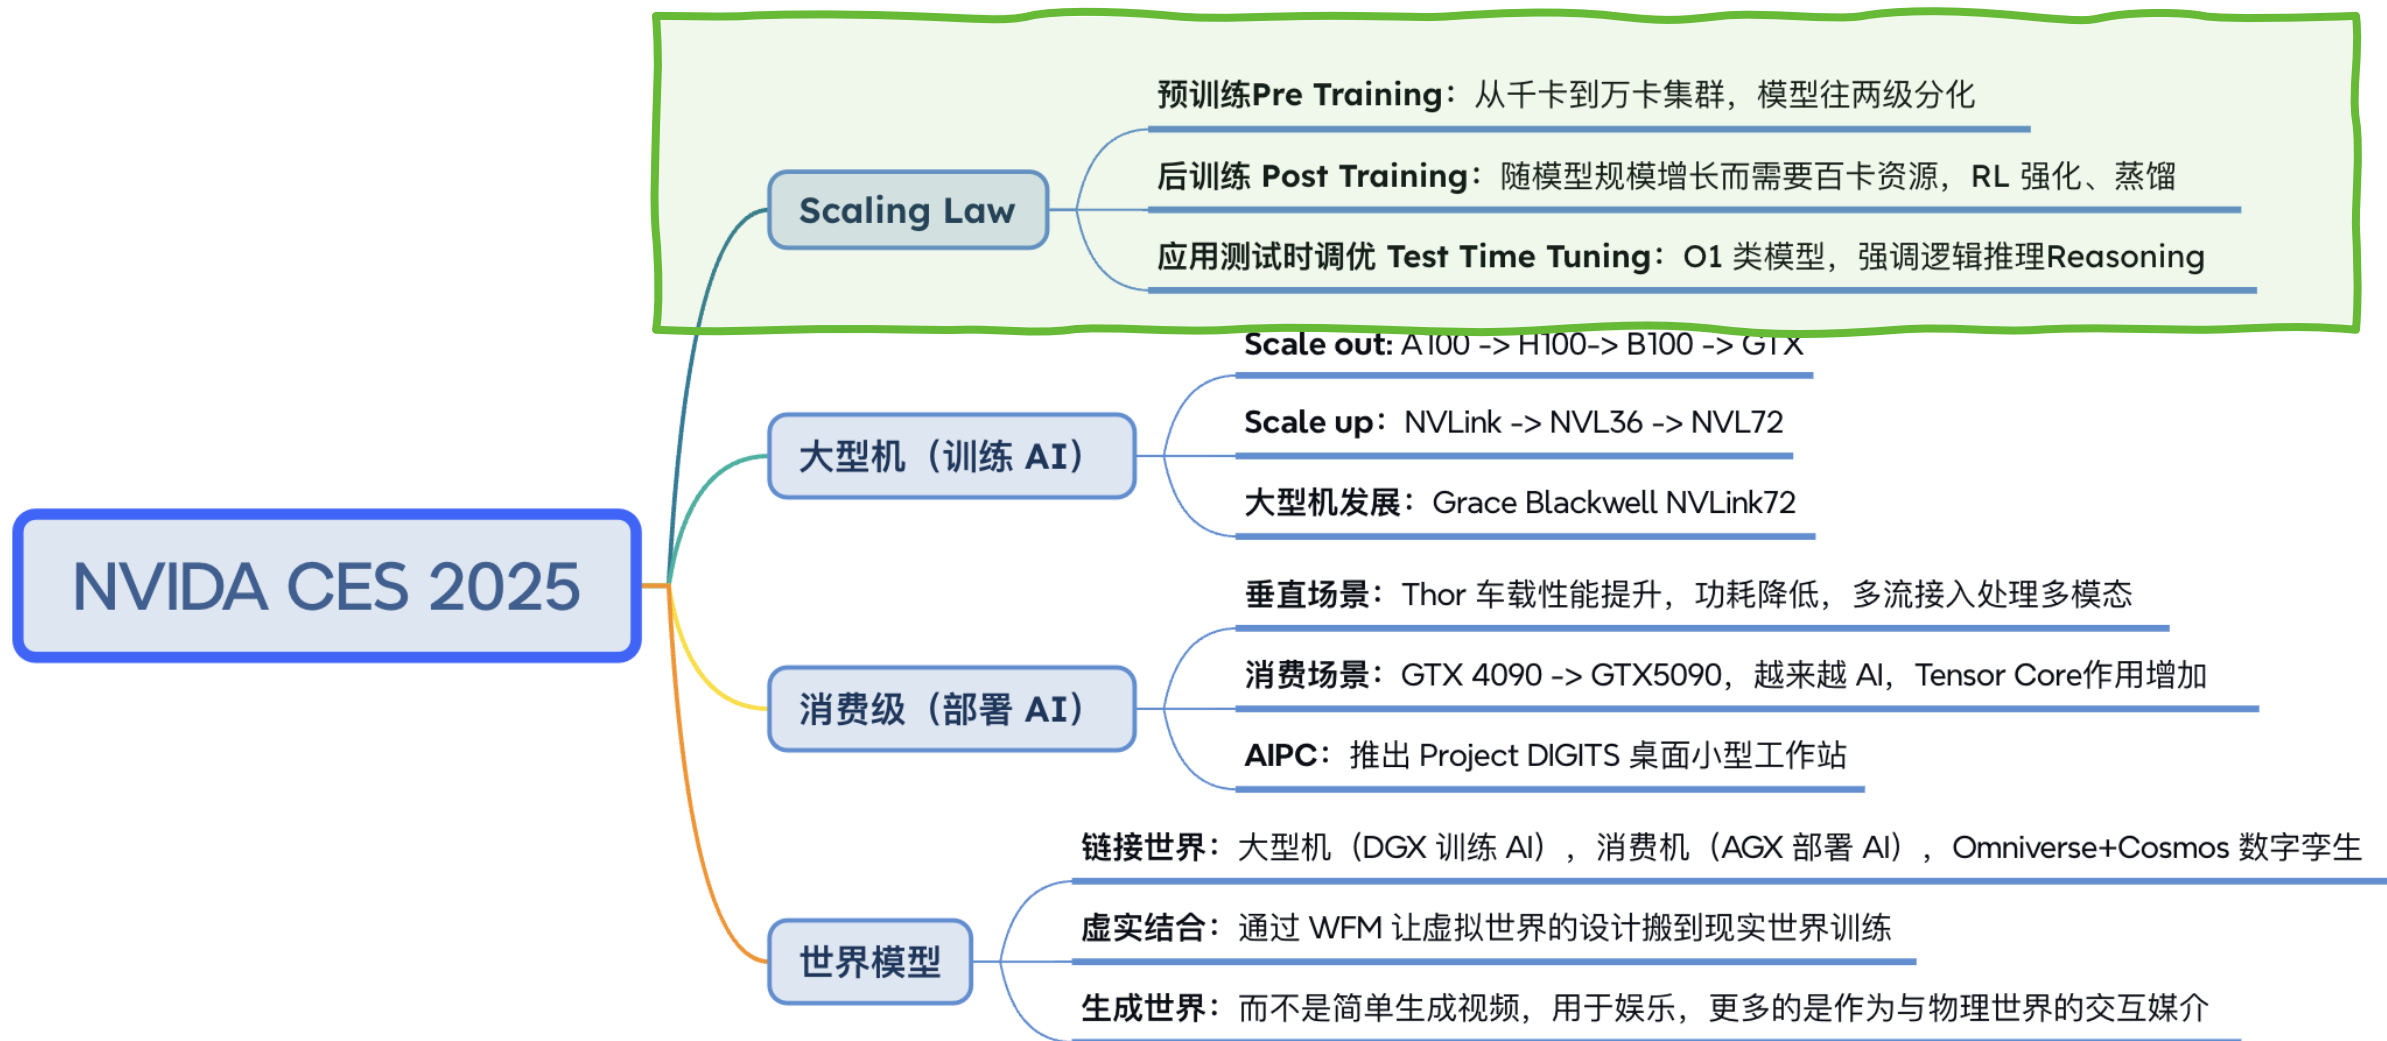 预训练Pre Training：从千卡到万卡集群，模型往两级分化
后训练 Post Training：随模型规模增长而需要百卡资源，RL 强化、蒸馏
Scaling Law
应用测试时调优 Test Time Tuning：O1 类模型，强调逻辑推理Reasoning
Scale out: A100 -> H100-> B100 -> GTX
Scale up：NVLink -> NVL36 -> NVL72
大型机（训练 AI）
大型机发展：Grace Blackwell NVLink72
NVIDA CES 2025
垂直场景：Thor 车载性能提升，功耗降低，多流接入处理多模态
消费场景：GTX 4090 -> GTX5090，越来越 AI，Tensor Core作用增加
消费级（部署 AI）
AIPC：推出 Project DIGITS 桌面小型工作站
链接世界：大型机（DGX 训练 AI），消费机（AGX 部署 AI），Omniverse+Cosmos 数字孪生
虚实结合：通过 WFM 让虚拟世界的设计搬到现实世界训练
世界模型
生成世界：而不是简单生成视频，用于娱乐，更多的是作为与物理世界的交互媒介